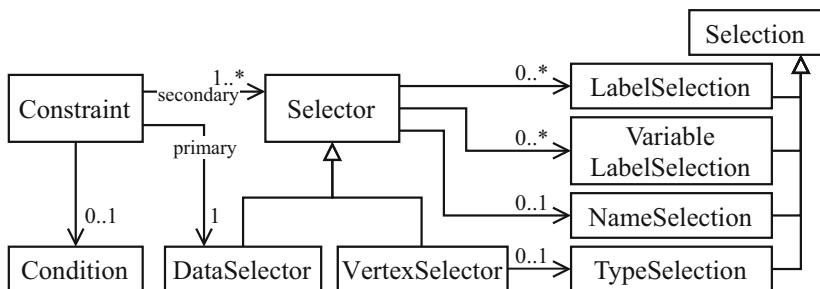 Selection
1..*
0..*
secondary
LabelSelection
Constraint
Selector
primary
0..*
Variable
LabelSelection
0..1
NameSelection
0..1
1
0..1
Condition
DataSelector
VertexSelector
TypeSelection